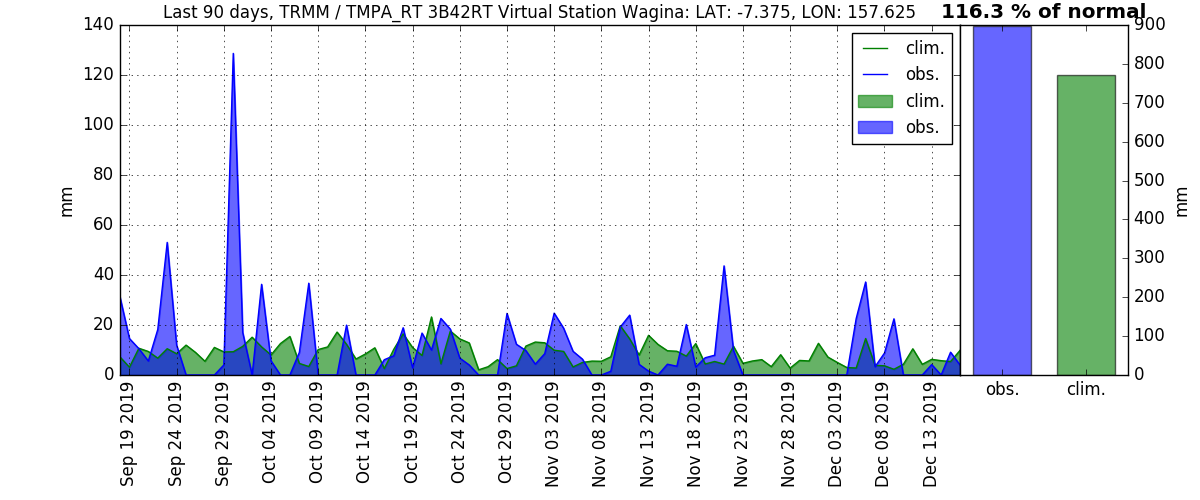 Last 90 days, TRMM / TMPA_RT 3B42RT Virtual Station Wagina: LAT: -7.375, LON: 157.625
116.3 % of normal
140
120
100
80
60
40
20
0
mm
clim.
obs.
clim.
obs.
900
800
700
600
500
400
300
200
100
0
mm
obs.
clim.
Sep 19 2019
Sep 24 2019
Sep 29 2019
Oct 04 2019
Oct 09 2019
Oct 14 2019
Oct 19 2019
Oct 24 2019
Oct 29 2019
Nov 03 2019
Nov 08 2019
Nov 13 2019
Nov 18 2019
Nov 23 2019
Nov 28 2019
Dec 03 2019
Dec 08 2019
Dec 13 2019